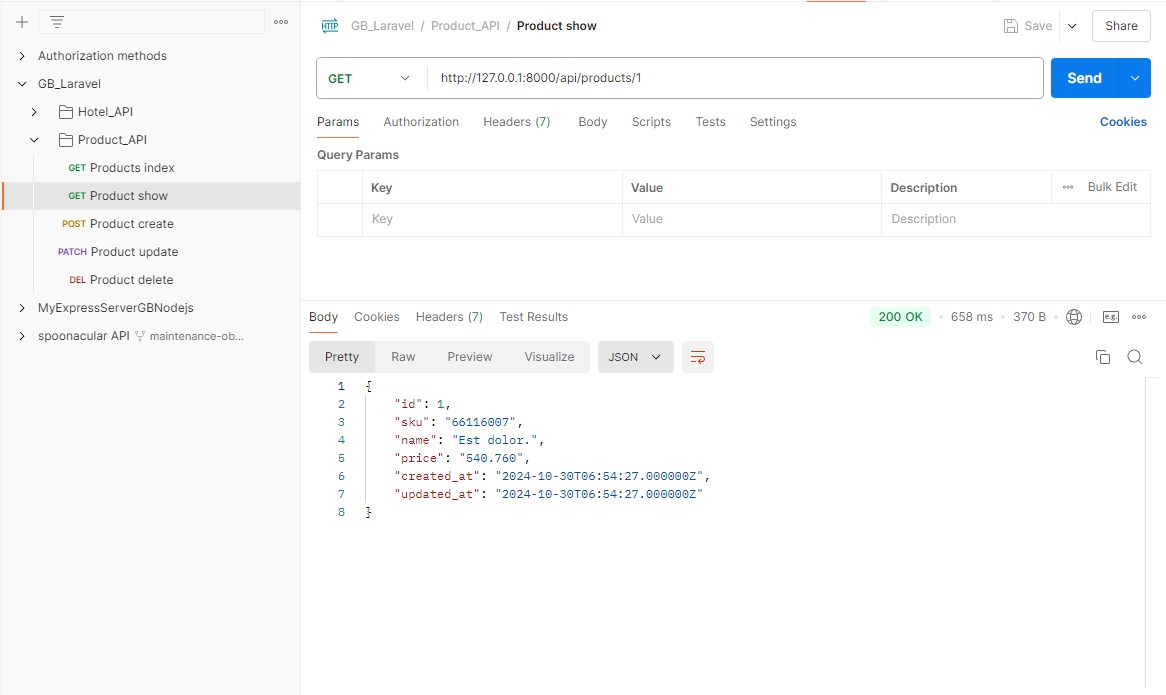 Authorization methods
GB_Laravel
Hotel_API
Product_API
GET Products index
GET Product show
POST Product create
PATCH Product update
DEL Product delete
MyExpressServerGBNodejs
spoonacular API maintenance-ob...
HTTP GB_Laravel / Product_API / Product show
Save
Share
GET http://127.0.0.1:8000/api/products/1
Send
Params Authorization Headers (7) Body Scripts Tests Settings
Cookies
Query Params
Key Value Description ••• Bulk Edit
Key Value Description
Body Cookies Headers (7) Test Results
200 OK • 658 ms • 370 B • e.g.
Pretty Raw Preview Visualize JSON
1 {
2 "id": 1,
3 "sku": "66116007",
4 "name": "Est dolor.",
5 "price": "540.760",
6 "created_at": "2024-10-30T06:54:27.000000Z",
7 "updated_at": "2024-10-30T06:54:27.000000Z"
8 }